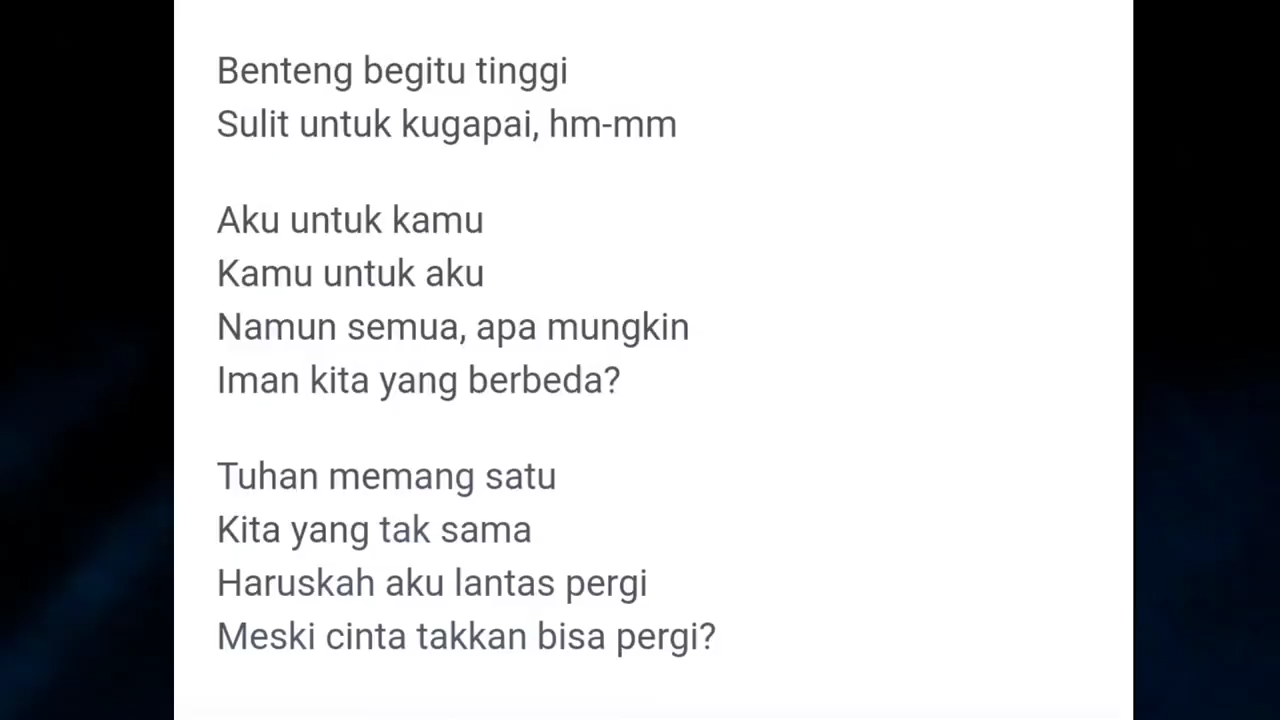 Benteng begitu tinggi
Sulit untuk kugapai, hm-mm
Aku untuk kamu
Kamu untuk aku
Namun semua, apa mungkin
Iman kita yang berbeda?
Tuhan memang satu
Kita yang tak sama
Haruskah aku lantas pergi
Meski cinta takkan bisa pergi?